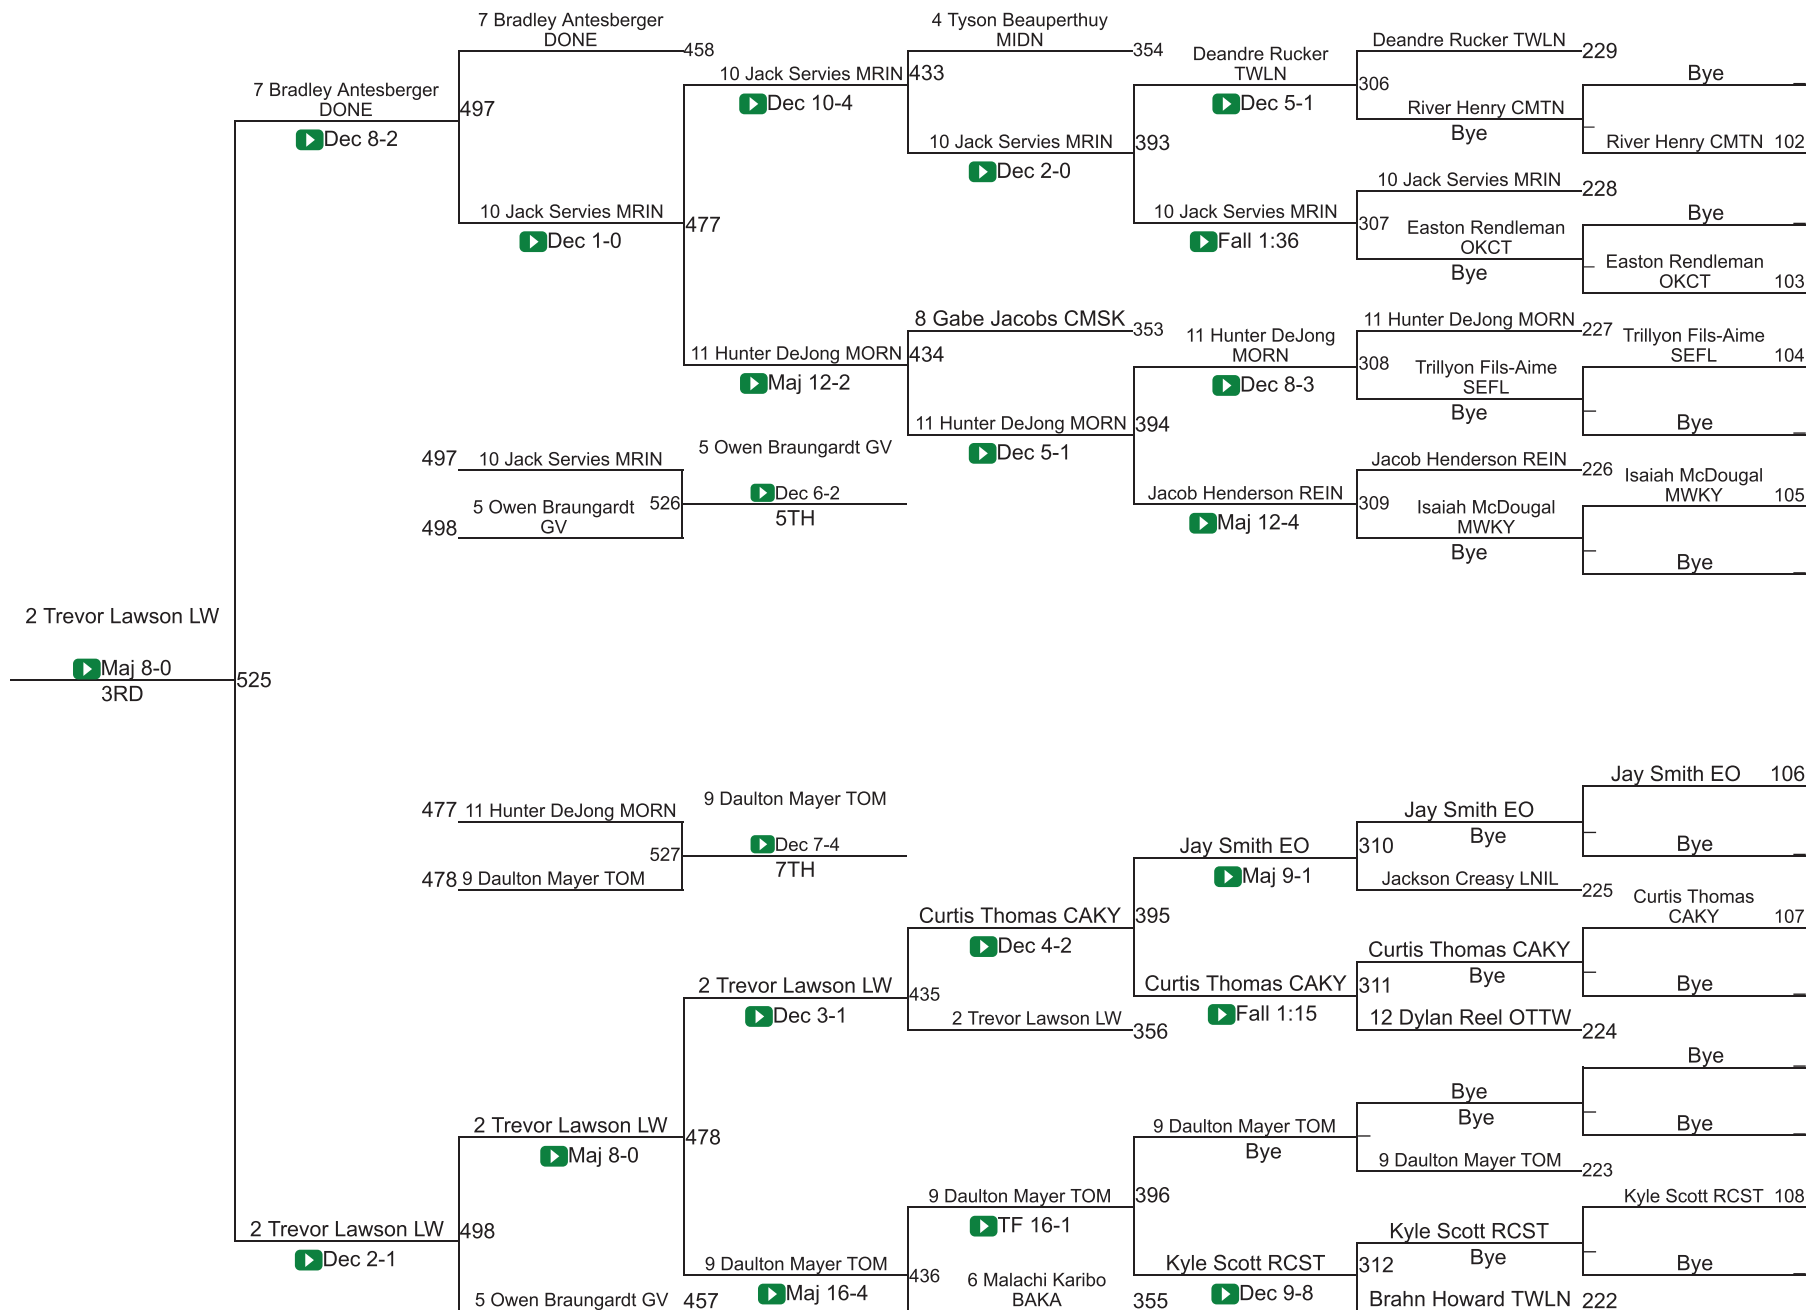 7 Bradley Antesberger
DONE
458
4 Tyson Beauperthuy
MIDN
354
Deandre Rucker
TWLN
Dec 5-1
Deandre Rucker TWLN
229
Bye
306
River Henry CMTN
Bye
River Henry CMTN 102
7 Bradley Antesberger
DONE
Dec 8-2
497
10 Jack Servies MRIN
433
Dec 10-4
10 Jack Servies MRIN
393
Dec 2-0
10 Jack Servies MRIN
228
Bye
10 Jack Servies MRIN
Dec 1-0
477
10 Jack Servies MRIN
Fall 1:36
307
Easton Rendleman
OKCT
Bye
Easton Rendleman
OKCT
103
8 Gabe Jacobs CMSK
353
11 Hunter DeJong
MORN
Dec 8-3
11 Hunter DeJong MORN
227
Trillyon Fils-Aime
SEFL
104
11 Hunter DeJong MORN
434
Maj 12-2
308
Trillyon Fils-Aime
SEFL
Bye
Bye
11 Hunter DeJong MORN
394
Dec 5-1
497
10 Jack Servies MRIN
5 Owen Braungardt GV
Jacob Henderson REIN
226
Isaiah McDougal
MWKY
105
498
5 Owen Braungardt
GV
526
Dec 6-2
5TH
Jacob Henderson REIN
Maj 12-4
309
Isaiah McDougal
MWKY
Bye
Bye
2 Trevor Lawson LW
Maj 8-0
3RD
525
477
11 Hunter DeJong MORN
9 Daulton Mayer TOM
Jay Smith EO 106
527
Dec 7-4
7TH
Jay Smith EO
Maj 9-1
310
Jay Smith EO
Bye
Bye
478
9 Daulton Mayer TOM
Jackson Creasy LNIL
225
Curtis Thomas CAKY
395
Dec 4-2
Curtis Thomas
CAKY
107
2 Trevor Lawson LW
Dec 3-1
435
Curtis Thomas CAKY
Fall 1:15
311
Curtis Thomas CAKY
Bye
Bye
2 Trevor Lawson LW
356
12 Dylan Reel OTTW
224
Bye
2 Trevor Lawson LW
Maj 8-0
478
9 Daulton Mayer TOM
Bye
Bye
Bye
Bye
9 Daulton Mayer TOM
223
9 Daulton Mayer TOM
396
TF 16-1
Kyle Scott RCST 108
2 Trevor Lawson LW
Dec 2-1
498
9 Daulton Mayer TOM
Maj 16-4
436
Kyle Scott RCST
Dec 9-8
312
Kyle Scott RCST
Bye
Bye
5 Owen Braungardt GV
457
6 Malachi Karibo
BAKA
355
Brahn Howard TWLN
222